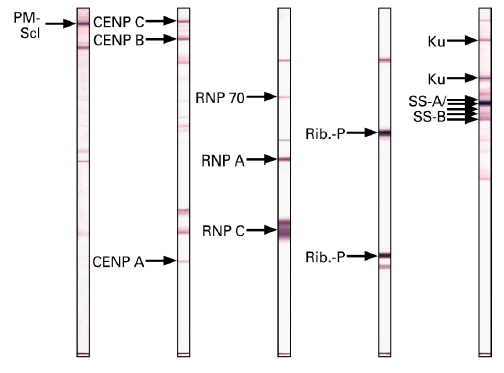 PM-
Scl
CENP C
CENP B
CENP A
RNP 70
RNP A
RNP C
Rib.-P
Rib.-P
Ku
Ku
SS-A/
SS-B